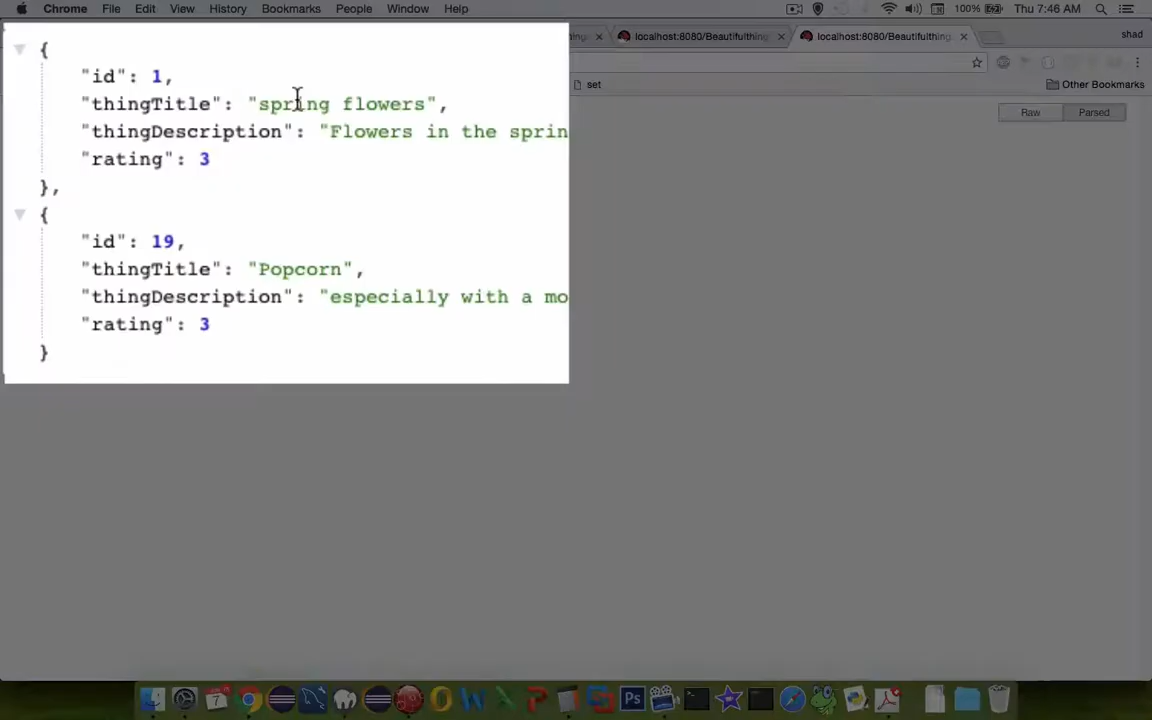 Chrome File Edit View History Bookmarks People Window Help 100% Thu 7:46 AM
localhost:8080/Beautifulthing localhost:8080/Beautifulthing shad
set Other Bookmarks
Raw Parsed
{
"id": 1,
"thingTitle": "spring flowers",
"thingDescription": "Flowers in the sprin
"rating": 3
},
{
"id": 19,
"thingTitle": "Popcorn",
"thingDescription": "especially with a mo
"rating": 3
}